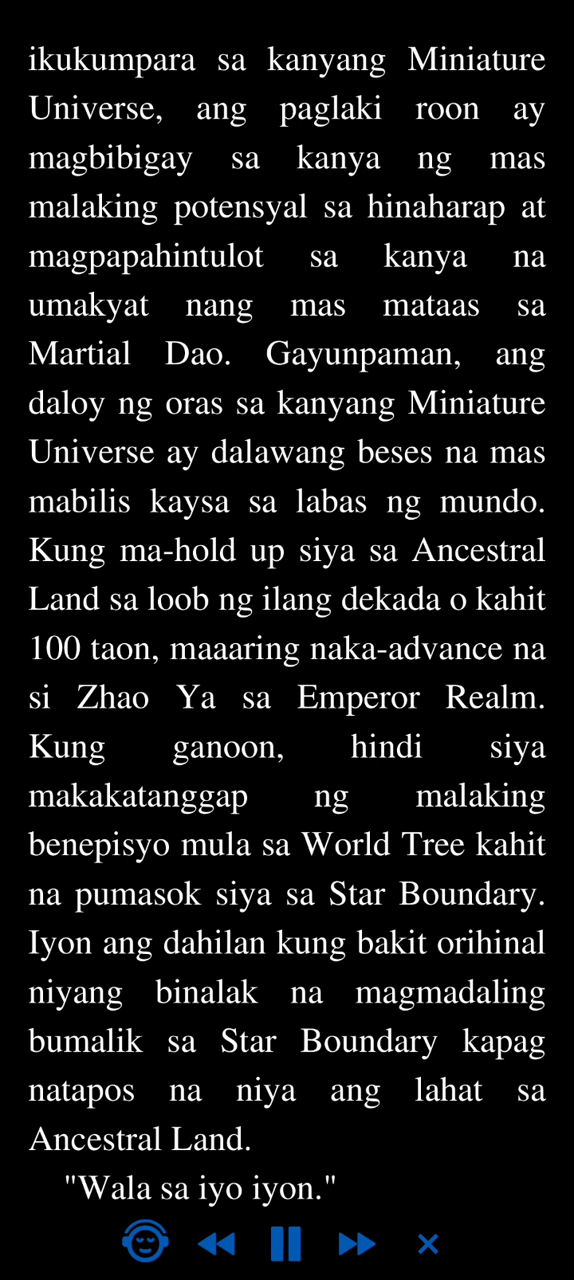 ikukumpara sa kanyang Miniature
Universe, ang paglaki roon ay
magbibigay sa kanya ng mas
malaking potensyal sa hinaharap at
magpapahintulot sa kanya na
umakyat nang mas mataas sa
Martial Dao. Gayunpaman, ang
daloy ng oras sa kanyang Miniature
Universe ay dalawang beses na mas
mabilis kaysa sa labas ng mundo.
Kung ma-hold up siya sa Ancestral
Land sa loob ng ilang dekada o kahit
100 taon, maaaring naka-advance na
si Zhao Ya sa Emperor Realm.
Kung ganoon, hindi siya
makakatanggap ng malaking
benepisyo mula sa World Tree kahit
na pumasok siya sa Star Boundary.
Iyon ang dahilan kung bakit orihinal
niyang binalak na magmadaling
bumalik sa Star Boundary kapag
natapos na niya ang lahat sa
Ancestral Land.
"Wala sa iyo iyon."